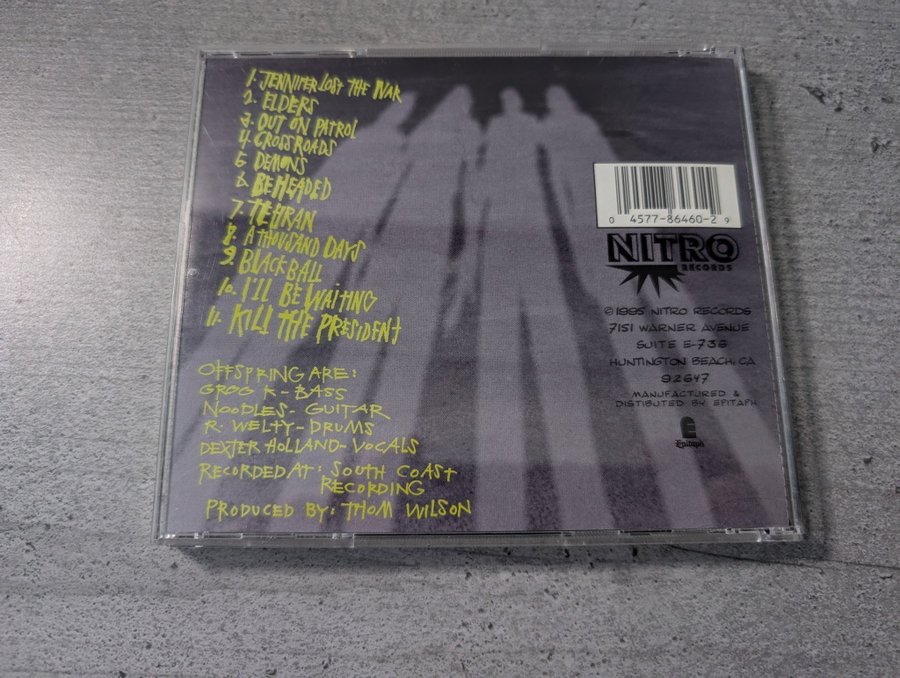 1. JENNIFER LOST THE WAR
2. ELDERS
3. OUT ON PATROL
4. CROSSROADS
5. DEMONS
6. BEHEADED
7. TEHRAN
8. A THOUSAND DAYS
9. BLACKBALL
10. I'LL BE WAITING
11. KILL THE PRESIDENT
OFFSPRING ARE:
GREG K - BASS
NOODLES - GUITAR
R. WELTY - DRUMS
DEXTER HOLLAND - VOCALS
RECORDED AT: SOUTH COAST
RECORDING
PRODUCED BY: THOM WILSON
0 4577-86460-2 9
NITRO
RECORDS
©1995 NITRO RECORDS
7151 WARNER AVENUE
SUITE E-736
HUNTINGTON BEACH, CA
92647
MANUFACTURED &
DISTIBUTED BY EPITAPH
E
Epitaph